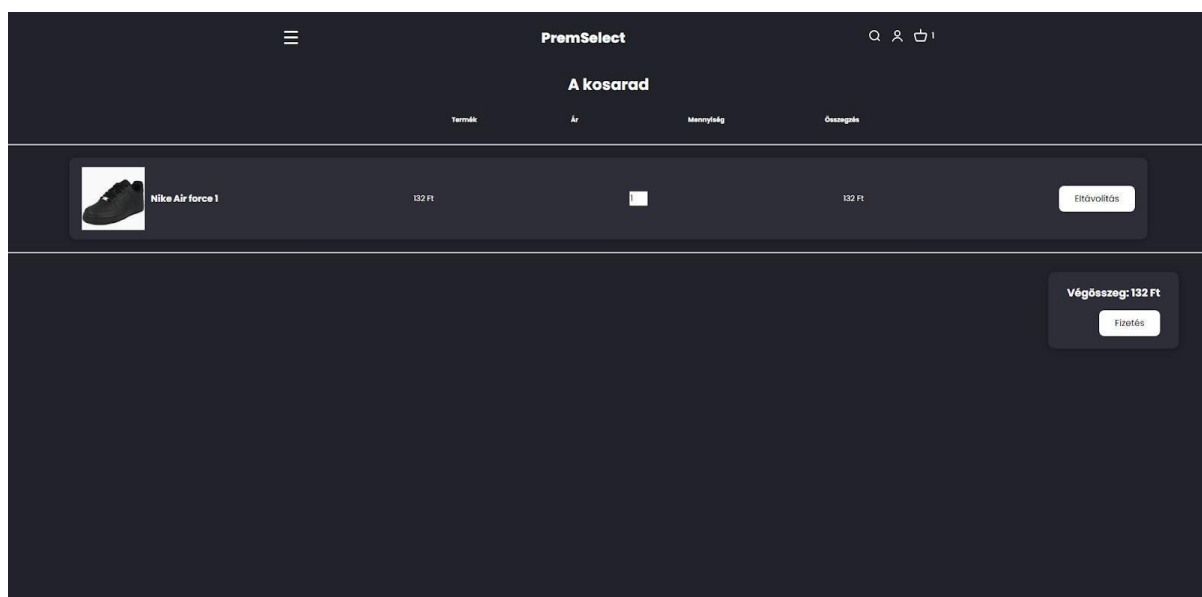 PremSelect 1
A kosarad
Termék Ár Mennyiség Összegzés
Nike Air force 1 132 Ft 1 132 Ft Eltávolítás
Végösszeg: 132 Ft
Fizetés